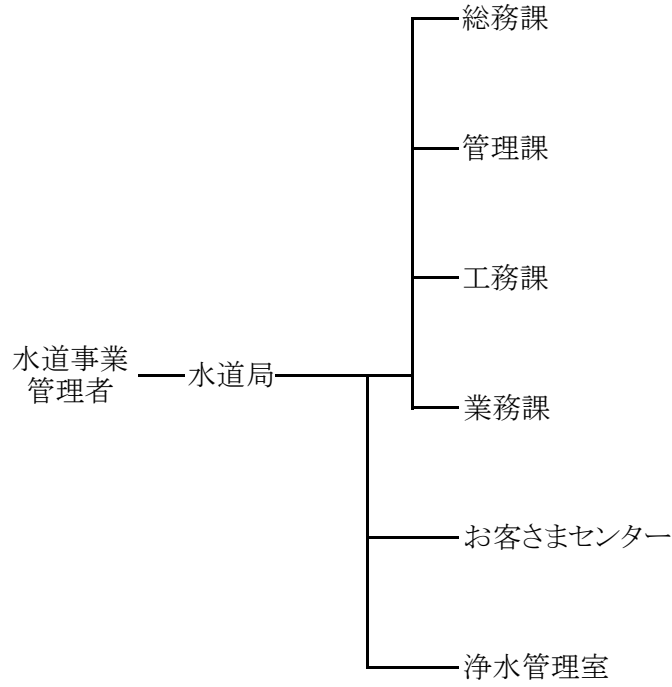 総務課
管理課
工務課
水道事業
管理者
水道局
業務課
お客さまセンター
浄水管理室